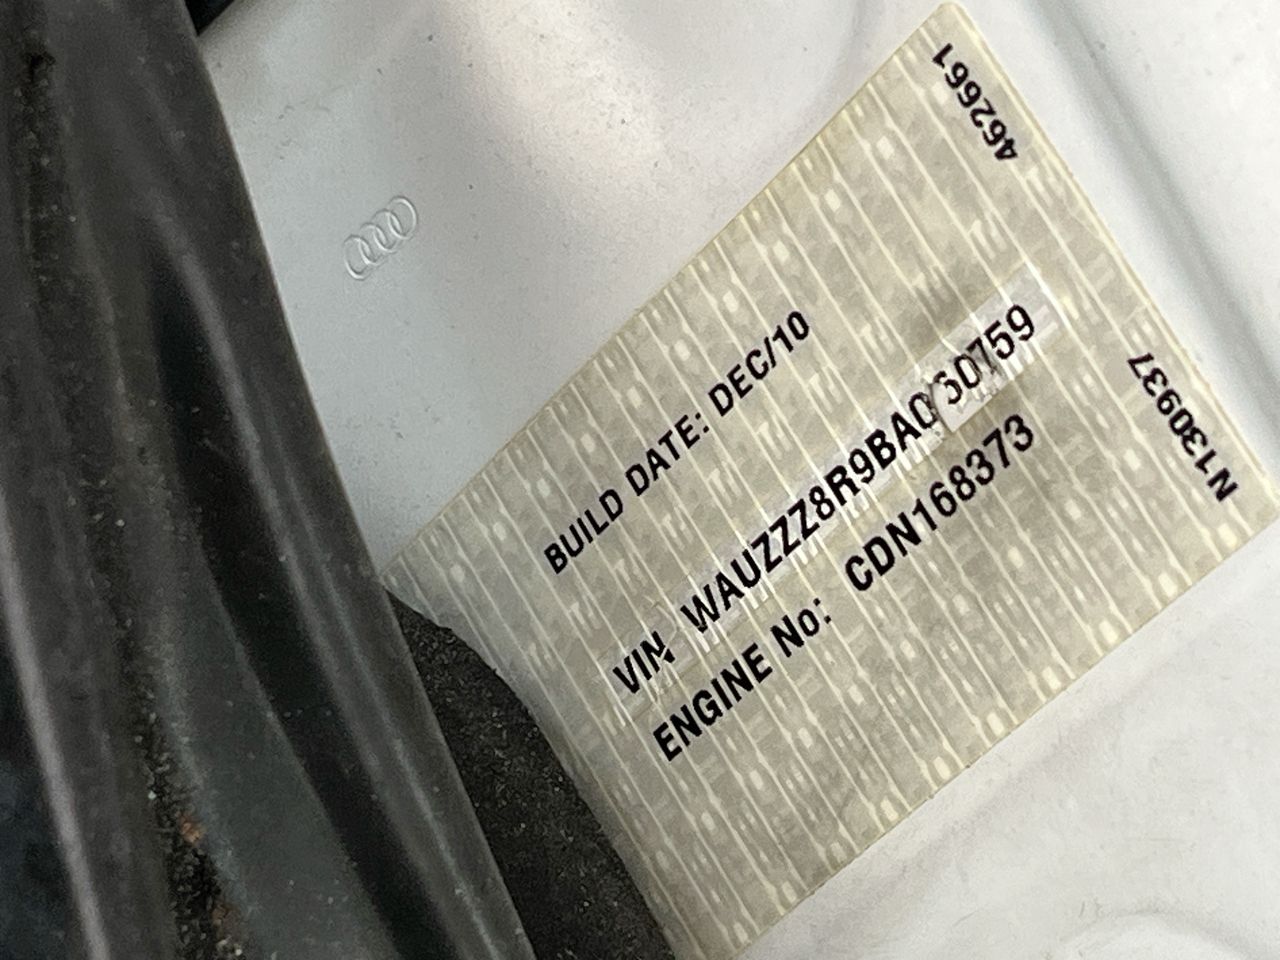 462661
BUILD DATE: DEC/10
VIN WAUZZZ8R9BA060759
ENGINE No: CDN168373
N130937